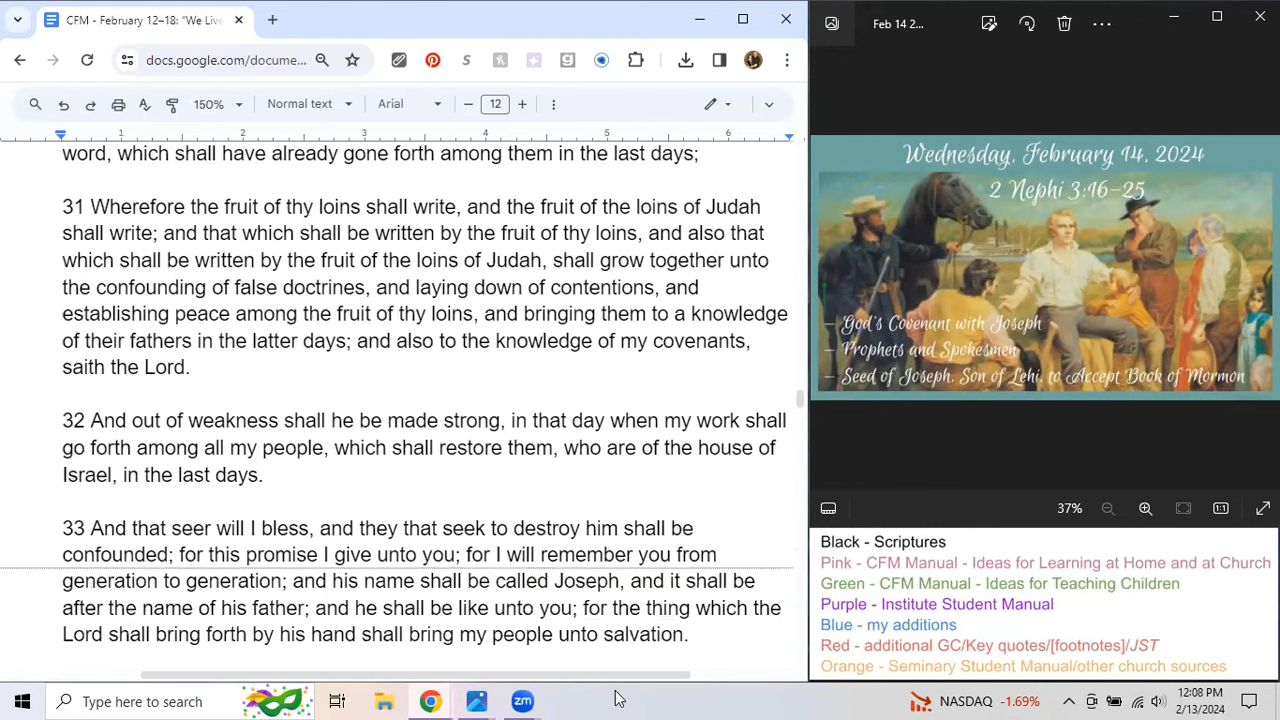 CFM - February 12–18: “We Live
Feb 14 2...
docs.google.com/docume...
150%
Normal text
Arial
12
1 2 3 4 5 6
word, which shall have already gone forth among them in the last days;
31 Wherefore the fruit of thy loins shall write, and the fruit of the loins of Judah
shall write; and that which shall be written by the fruit of thy loins, and also that
which shall be written by the fruit of the loins of Judah, shall grow together unto
the confounding of false doctrines, and laying down of contentions, and
establishing peace among the fruit of thy loins, and bringing them to a knowledge
of their fathers in the latter days; and also to the knowledge of my covenants,
saith the Lord.
32 And out of weakness shall he be made strong, in that day when my work shall
go forth among all my people, which shall restore them, who are of the house of
Israel, in the last days.
33 And that seer will I bless, and they that seek to destroy him shall be
confounded; for this promise I give unto you; for I will remember you from
generation to generation; and his name shall be called Joseph, and it shall be
after the name of his father; and he shall be like unto you; for the thing which the
Lord shall bring forth by his hand shall bring my people unto salvation.
Wednesday, February 14, 2024
2 Nephi 3:16-25
– God's Covenant with Joseph
– Prophets and Spokesmen
– Seed of Joseph, Son of Lehi, to Accept Book of Mormon
37%
1:1
Black - Scriptures
Pink - CFM Manual - Ideas for Learning at Home and at Church
Green - CFM Manual - Ideas for Teaching Children
Purple - Institute Student Manual
Blue - my additions
Red - additional GC/Key quotes/[footnotes]/JST
Orange - Seminary Student Manual/other church sources
Type here to search
zm
NASDAQ -1.69%
12:08 PM
2/13/2024